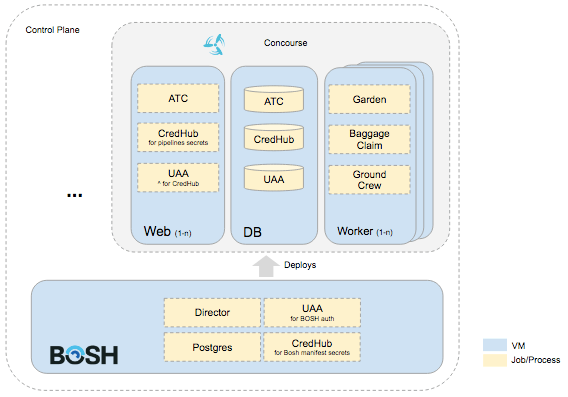 Control Plane
Concourse
ATC
CredHub
for pipelines secrets
UAA
^ for CredHub
Web (1-n)
ATC
CredHub
UAA
DB
Garden
Baggage
Claim
Ground
Crew
Worker (1-n)
...
Deploys
Director
UAA
for BOSH auth
Postgres
CredHub
for Bosh manifest secrets
BOSH
VM
Job/Process